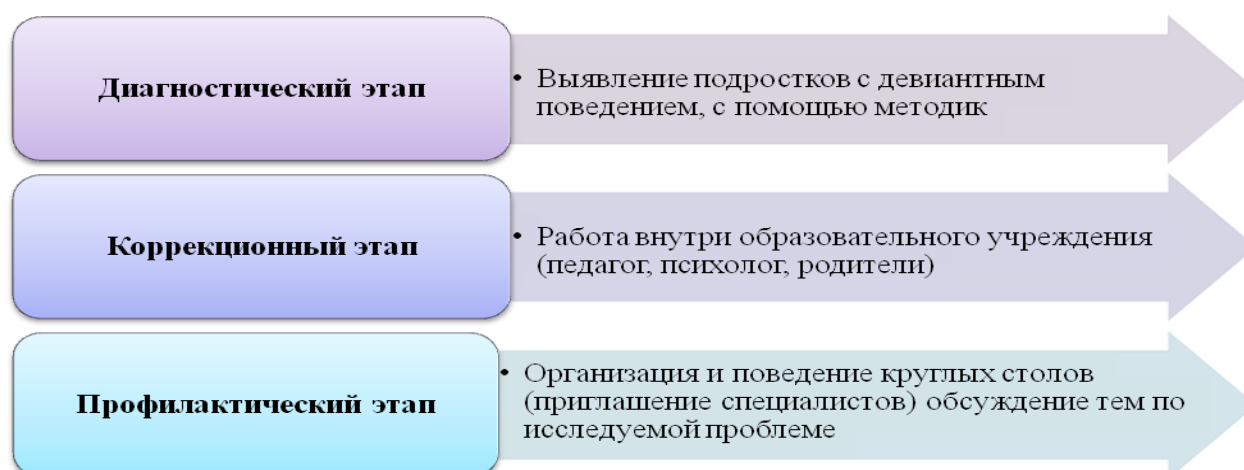 Диагностический этап
• Выявление подростков с девиантным
поведением, с помощью методик
Коррекционный этап
• Работа внутри образовательного учреждения
(педагог, психолог, родители)
Профилактический этап
• Организация и поведение круглых столов
(приглашение специалистов) обсуждение тем по
исследуемой проблеме